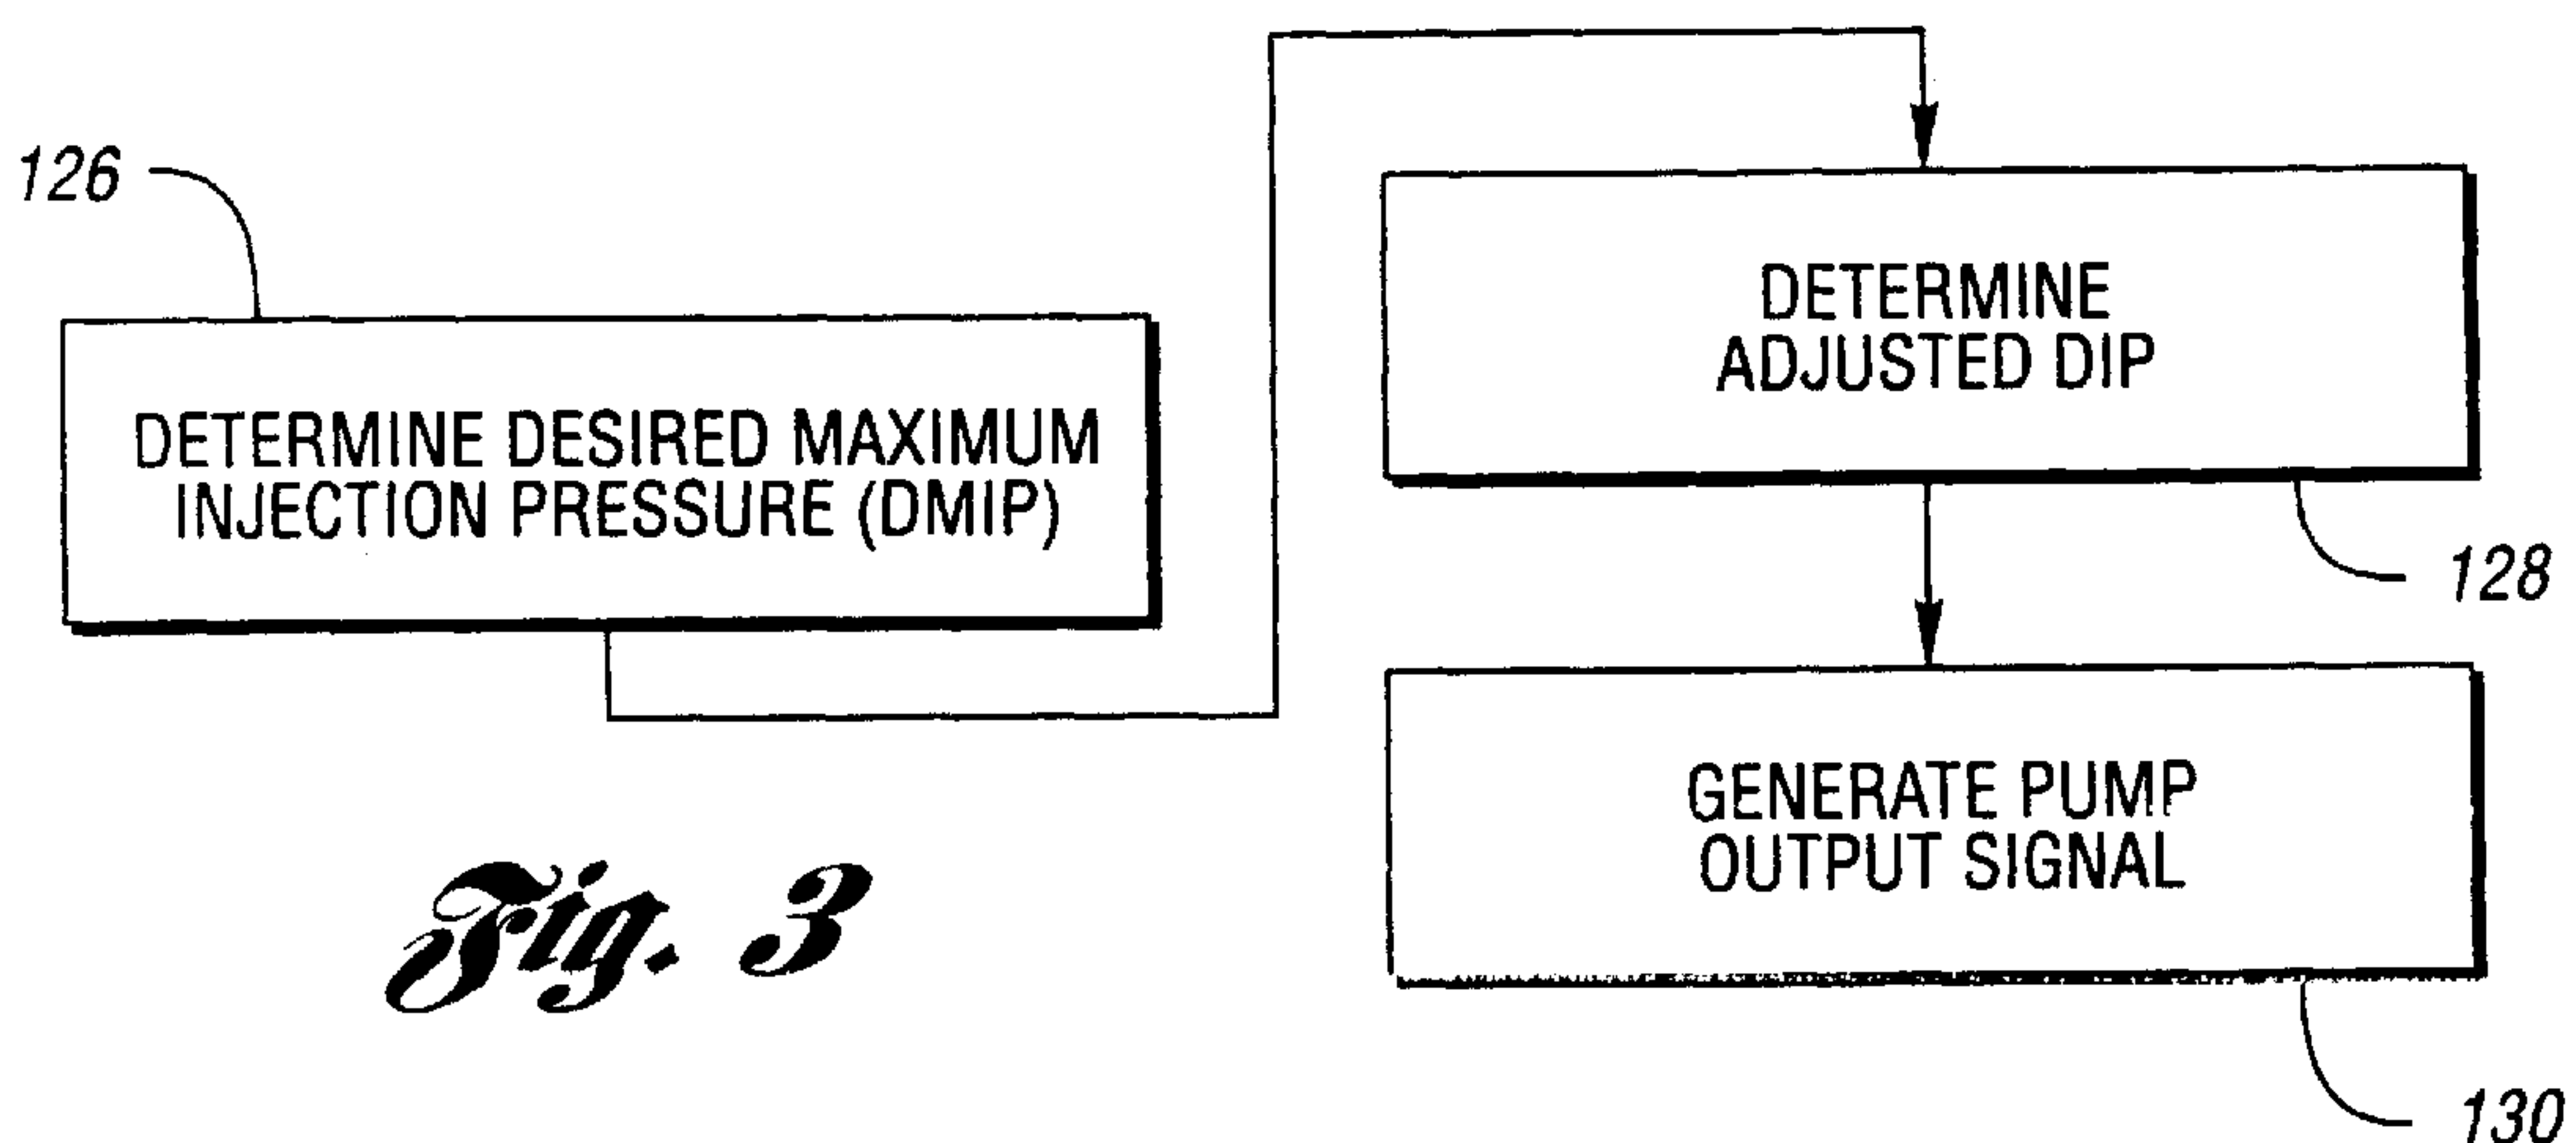 126
DETERMINE DESIRED MAXIMUM
INJECTION PRESSURE (DMIP)
DETERMINE
ADJUSTED DIP
128
GENERATE PUMP
OUTPUT SIGNAL
130
Fig. 3